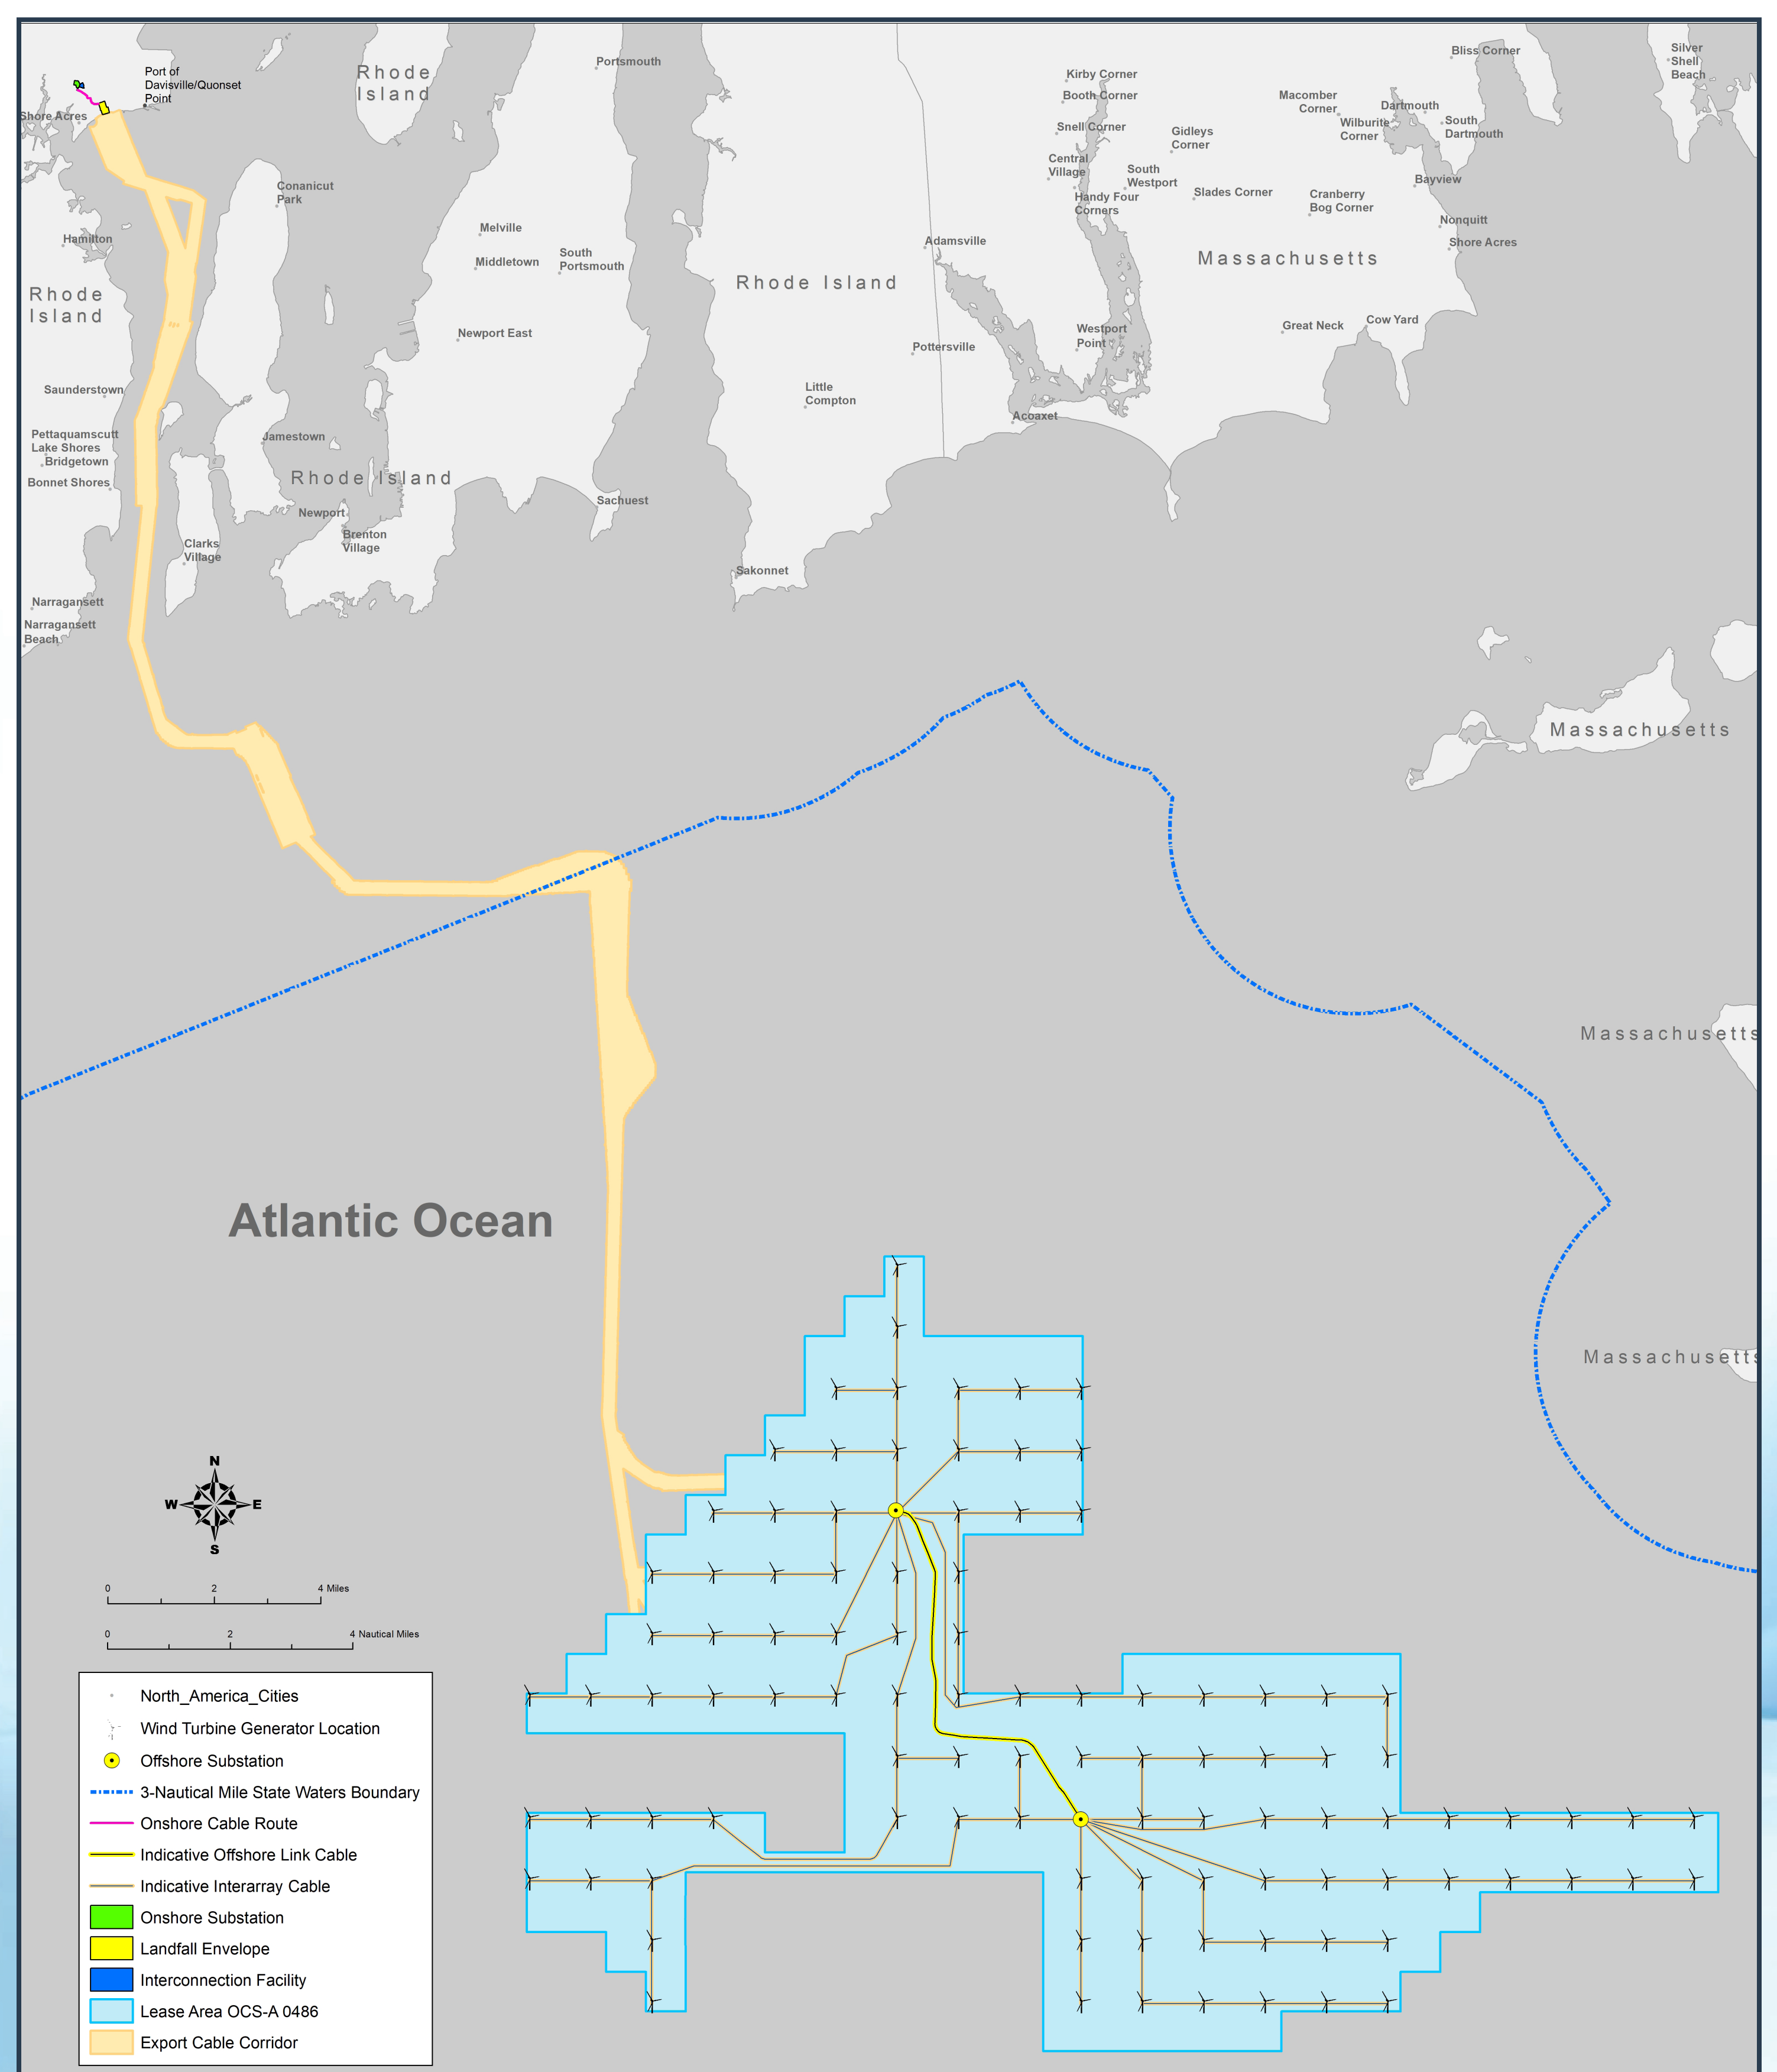 Port of
Davisville/Quonset
Point
Shore Acres
Rhode
Island
Portsmouth
Kirby Corner
Booth Corner
Snell Corner
Central
Village
Gidleys
Corner
South
Westport
Handy Four
Corners
Slades Corner
Macomber
Corner
Wilburite
Corner
Dartmouth
South
Dartmouth
Bliss Corner
Silver
Shell
Beach
Cranberry
Bog Corner
Bayview
Nonquitt
Shore Acres
Massachusetts
Conanicut
Park
Hamilton
Melville
Middletown
South
Portsmouth
Adamsville
Rhode Island
Rhode
Island
Newport East
Pottersville
Westport
Point
Great Neck
Cow Yard
Saunderstown
Little
Compton
Acoaxet
Pettaquamscutt
Lake Shores
Bridgetown
Bonnet Shores
Jamestown
Rhode Island
Newport
Brenton
Village
Sachuest
Clarks
Village
Sakonnet
Narragansett
Narragansett
Beach
Massachusetts
Massachusetts
Massachusetts
Atlantic Ocean
N
W
E
S
0 2 4 Miles
0 2 4 Nautical Miles
North_America_Cities
Wind Turbine Generator Location
Offshore Substation
3-Nautical Mile State Waters Boundary
Onshore Cable Route
Indicative Offshore Link Cable
Indicative Interarray Cable
Onshore Substation
Landfall Envelope
Interconnection Facility
Lease Area OCS-A 0486
Export Cable Corridor